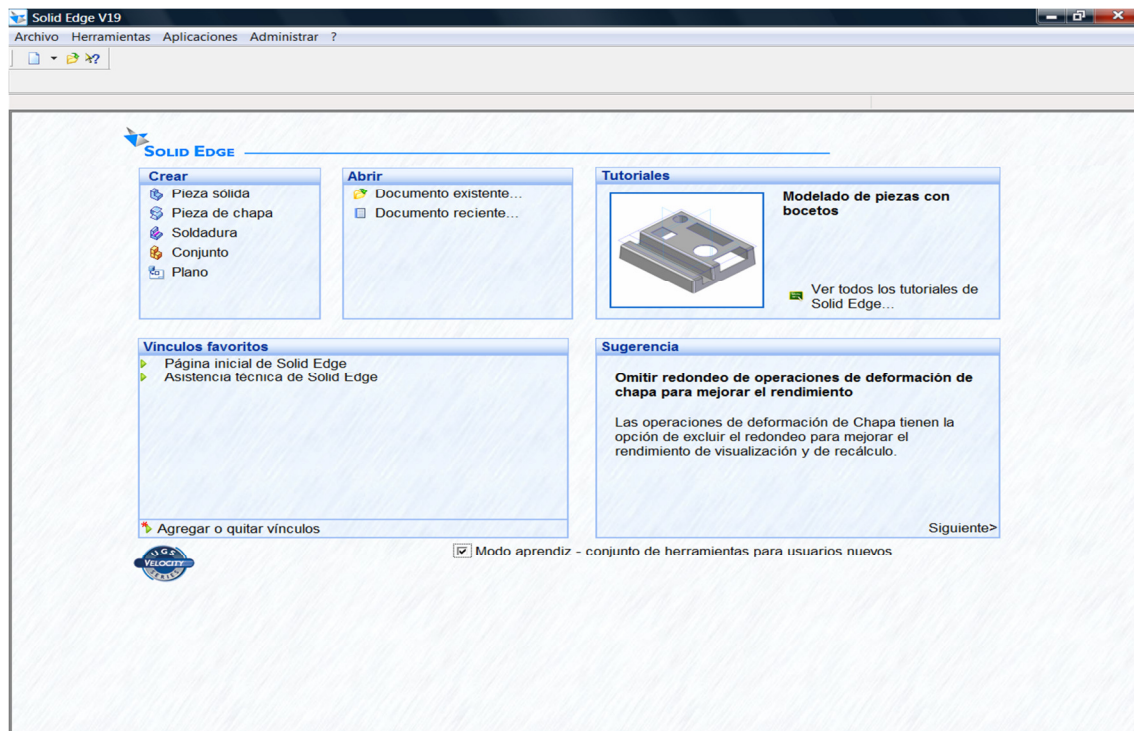 Solid Edge V19
Archivo Herramientas Aplicaciones Administrar ?
SOLID EDGE
Crear
Pieza sólida
Pieza de chapa
Soldadura
Conjunto
Plano
Abrir
Documento existente...
Documento reciente...
Tutoriales
Modelado de piezas con
bocetos
Ver todos los tutoriales de
Solid Edge...
Vínculos favoritos
Página inicial de Solid Edge
Asistencia técnica de Solid Edge
Agregar o quitar vínculos
Sugerencia
Omitir redondeo de operaciones de deformación de
chapa para mejorar el rendimiento
Las operaciones de deformación de Chapa tienen la
opción de excluir el redondeo para mejorar el
rendimiento de visualización y de recálculo.
Siguiente>
UGS
VELOCITY
SERIES
Modo aprendiz - conjunto de herramientas para usuarios nuevos